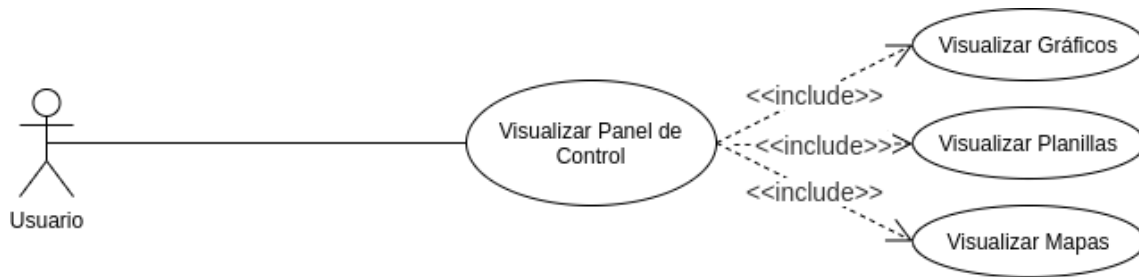 Visualizar Gráficos
<<include>>
Visualizar Panel de
Control
<<include>>
Visualizar Planillas
<<include>>
Usuario
Visualizar Mapas